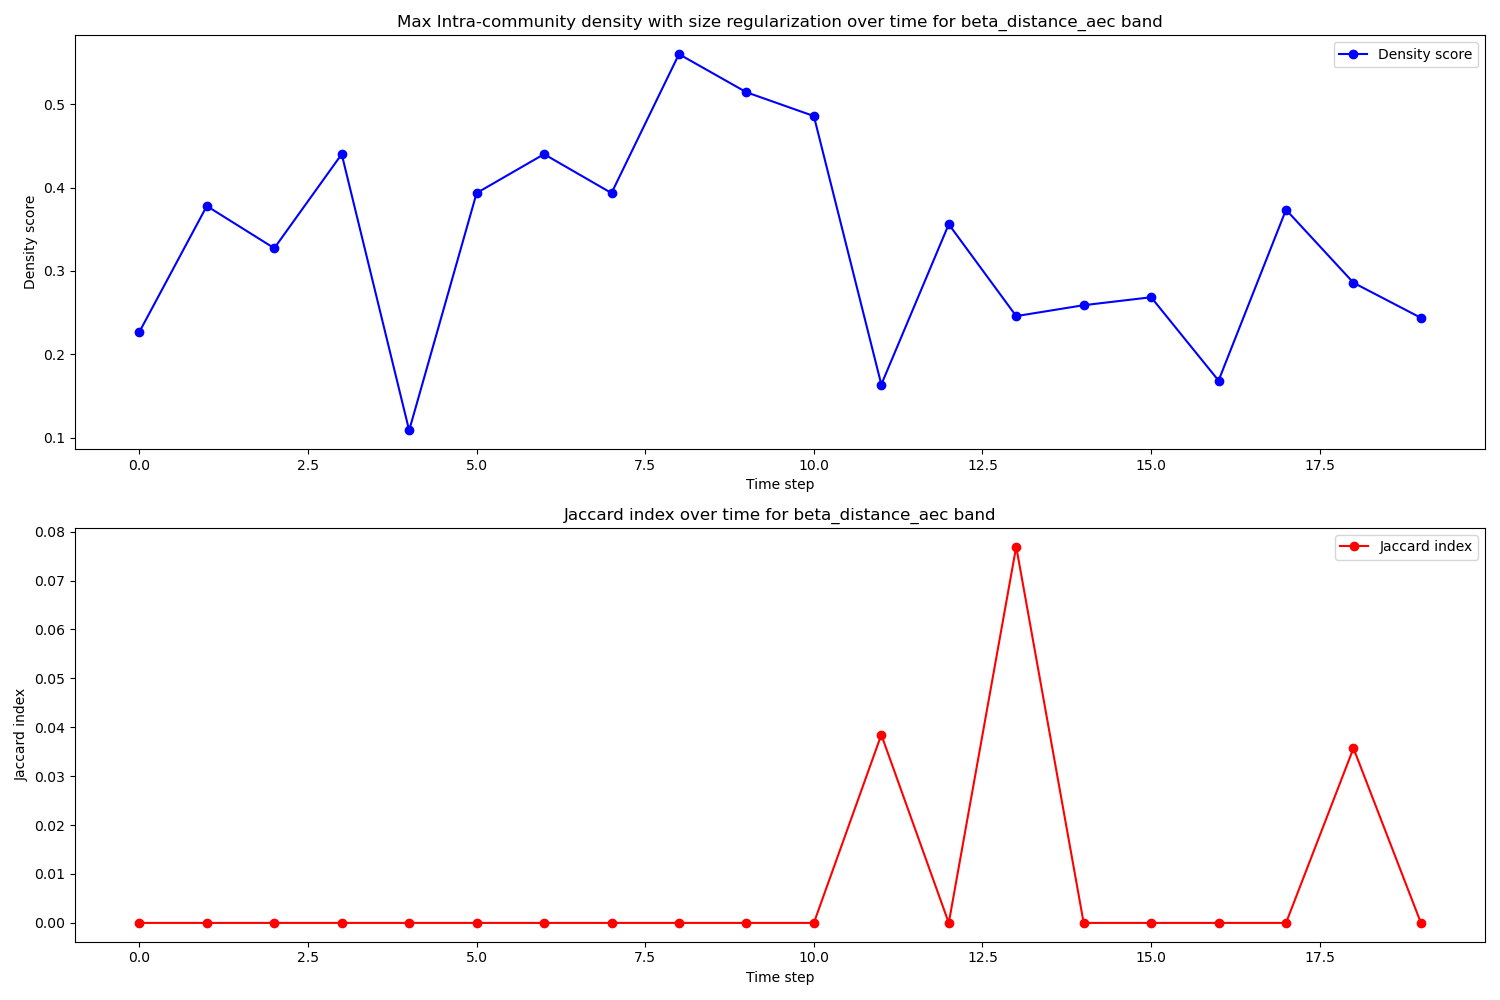 Max Intra-community density with size regularization over time for beta_distance_aec band
Density score
Density score
0.5
0.4
0.3
0.2
0.1
0.0 2.5 5.0 7.5 10.0 12.5 15.0 17.5
Time step
Jaccard index over time for beta_distance_aec band
Jaccard index
Jaccard index
0.08
0.07
0.06
0.05
0.04
0.03
0.02
0.01
0.00
0.0 2.5 5.0 7.5 10.0 12.5 15.0 17.5
Time step